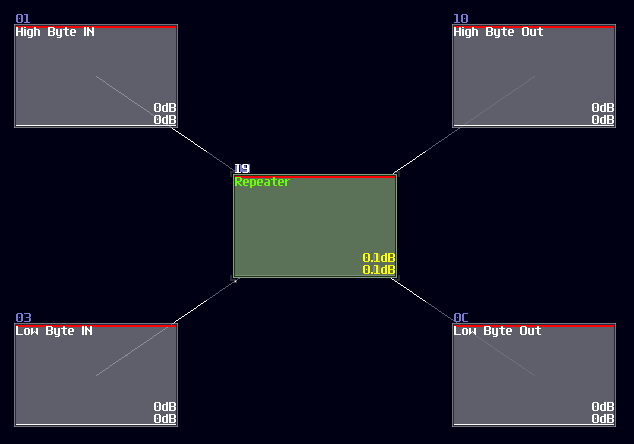 01
High Byte IN
0dB
0dB
10
High Byte Out
0dB
0dB
19
Repeater
0.1dB
0.1dB
03
Low Byte IN
0dB
0dB
0C
Low Byte Out
0dB
0dB